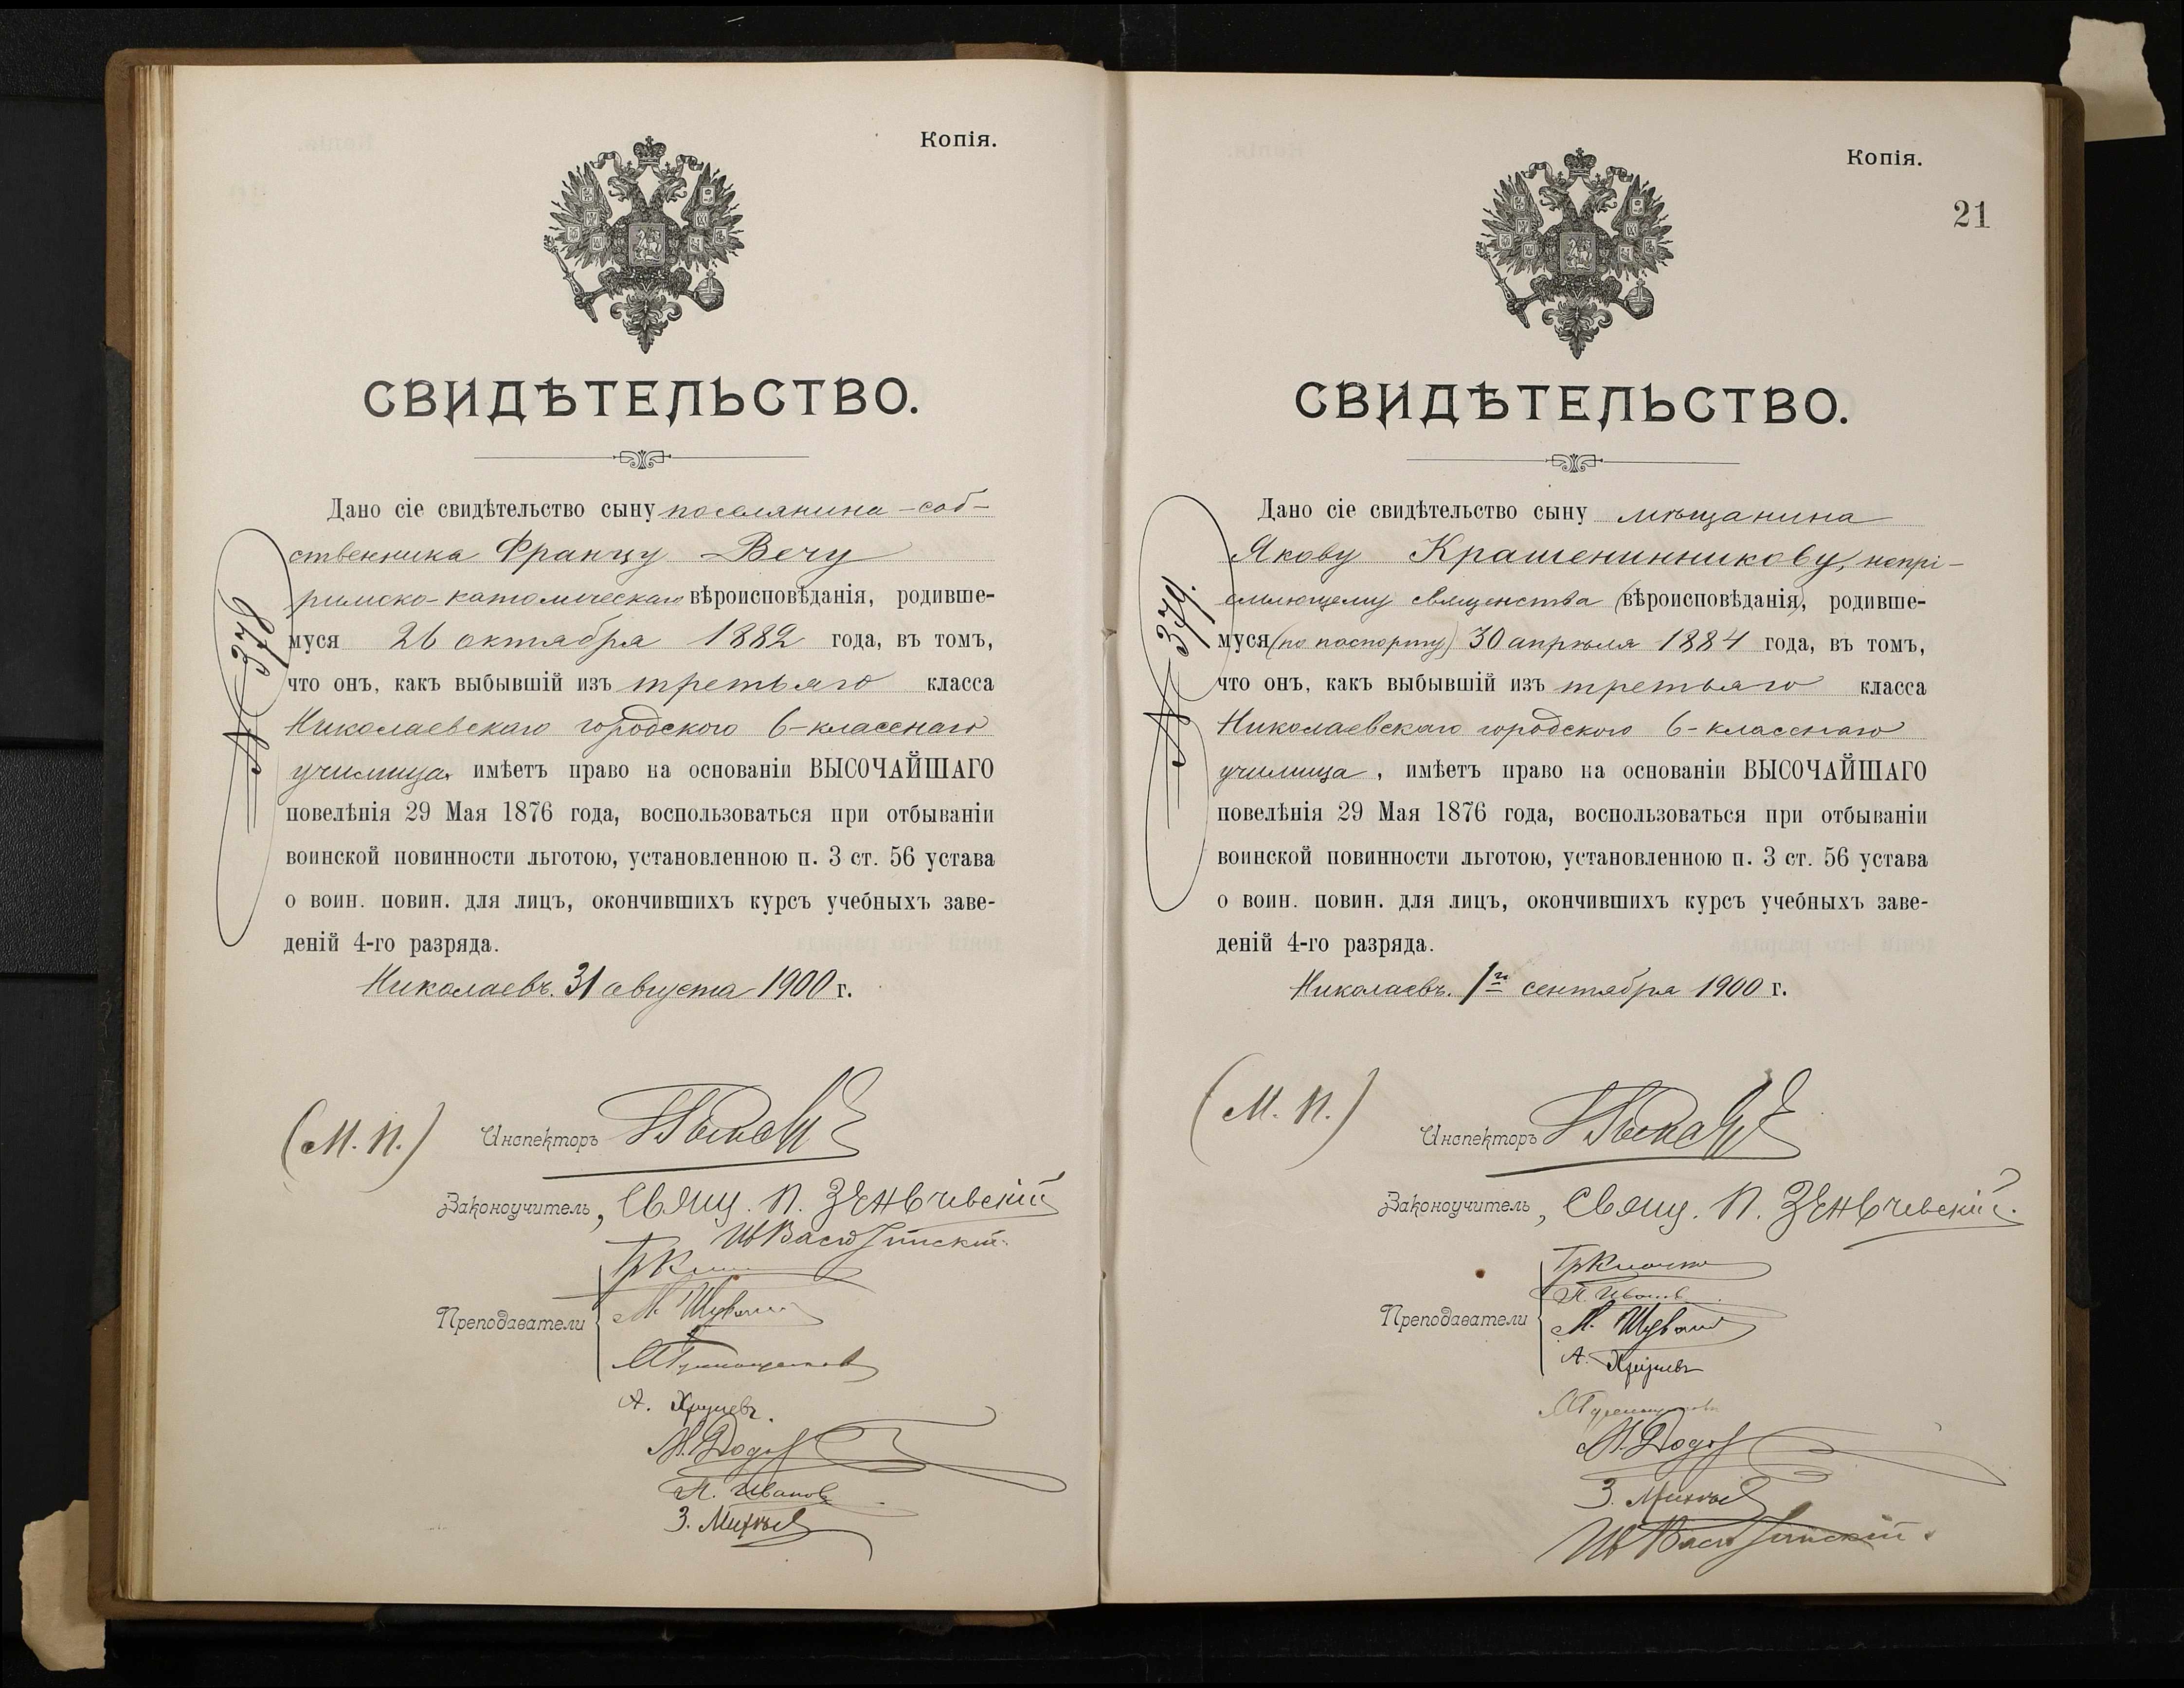 Копія.
СВИДѢТЕЛЬСТВО.
Дано сіе свидѣтельство сыну поселянина-соб-
ственника Францу Вечу
римско-католическаго вѣроисповѣданія, родивше-
муся 26 октября 1882 года, въ томъ,
что онъ, какъ выбывшій изъ третьяго класса
Николаевскаго городского 6-класснаго
училища, имѣетъ право на основаніи ВЫСОЧАЙШАГО
повелѣнія 29 Мая 1876 года, воспользоваться при отбываніи
воинской повинности льготою, установленною п. 3 ст. 56 устава
о воин. повин. для лицъ, окончившихъ курсъ учебныхъ заве-
деній 4-го разряда.
Николаевъ. 31 августа 1900 г.
(М. П.) Инспекторъ
Законоучитель, Свящ. П. Зеньчевскій
Преподаватели
А. Хрущевъ
П. Ивановъ
З. Михѣев
Копія.
21
СВИДѢТЕЛЬСТВО.
№ 379.
Дано сіе свидѣтельство сыну мѣщанина
Якову Крашенинникову, непрі-
емлющему священства (вѣроисповѣданія), родивше-
муся (по паспорту) 30 апрѣля 1884 года, въ томъ,
что онъ, какъ выбывшій изъ третьяго класса
Николаевскаго городского 6-класснаго
училища, имѣетъ право на основаніи ВЫСОЧАЙШАГО
повелѣнія 29 Мая 1876 года, воспользоваться при отбываніи
воинской повинности льготою, установленною п. 3 ст. 56 устава
о воин. повин. для лицъ, окончившихъ курсъ учебныхъ заве-
деній 4-го разряда.
Николаевъ. 1го сентября 1900 г.
(М. П.) Инспекторъ
Законоучитель, Свящ. П. Зеньчевскій.
Преподаватели
П. Ивановъ
З. Михѣев